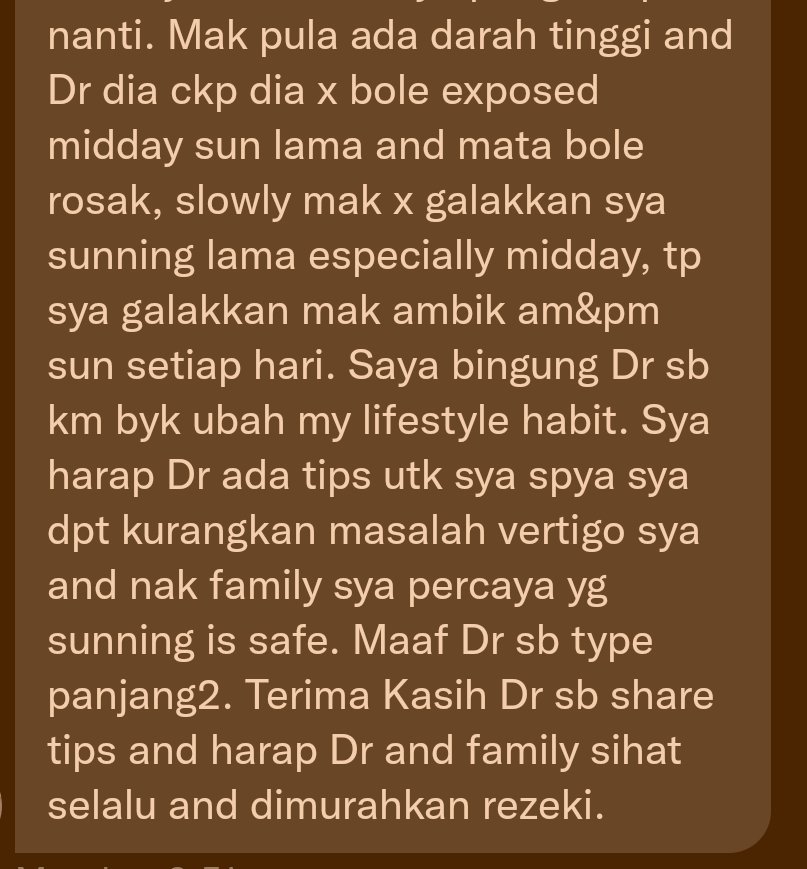 nanti. Mak pula ada darah tinggi and
Dr dia ckp dia x bole exposed
midday sun lama and mata bole
rosak, slowly mak x galakkan sya
sunning lama especially midday, tp
sya galakkan mak ambik am&pm
sun setiap hari. Saya bingung Dr sb
km byk ubah my lifestyle habit. Sya
harap Dr ada tips utk sya spya sya
dpt kurangkan masalah vertigo sya
and nak family sya percaya yg
sunning is safe. Maaf Dr sb type
panjang2. Terima Kasih Dr sb share
tips and harap Dr and family sihat
selalu and dimurahkan rezeki.